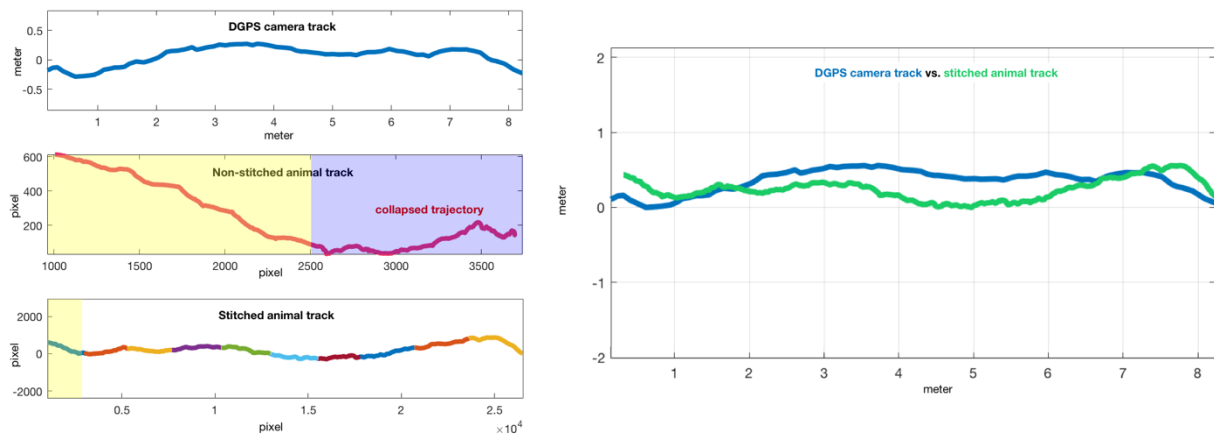 DGPS camera track
meter
0.5
0
-0.5
1 2 3 4 5 6 7 8
meter
Non-stitched animal track
collapsed trajectory
pixel
600
400
200
1000 1500 2000 2500 3000 3500
pixel
Stitched animal track
pixel
2000
0
-2000
0.5 1 1.5 2 2.5
×10⁴
pixel
DGPS camera track vs. stitched animal track
meter
2
1
0
-1
-2
1 2 3 4 5 6 7 8
meter